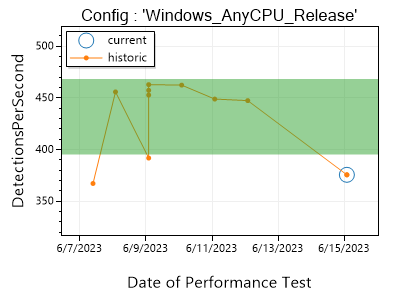 Config : 'Windows_AnyCPU_Release'
current
historic
DetectionsPerSecond
500
450
400
350
6/7/2023 6/9/2023 6/11/2023 6/13/2023 6/15/2023
Date of Performance Test